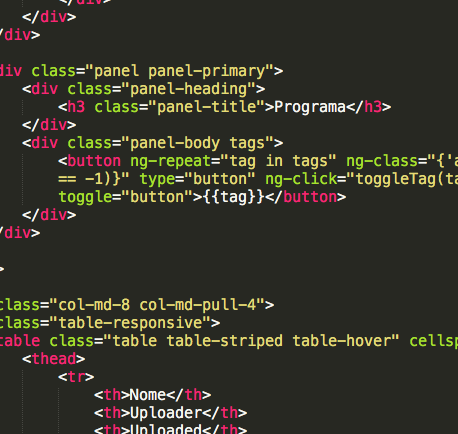 </div>
</div>
/div>
div class="panel panel-primary">
<div class="panel-heading">
<h3 class="panel-title">Programa</h3>
</div>
<div class="panel-body tags">
<button ng-repeat="tag in tags" ng-class="{'a
== -1)}" type="button" ng-click="toggleTag(ta
toggle="button">{{tag}}</button>
</div>
/div>
>
class="col-md-8 col-md-pull-4">
class="table-responsive">
table class="table table-striped table-hover" cellsp
<thead>
<tr>
<th>Nome</th>
<th>Uploader</th>
<th>Uploaded</th>